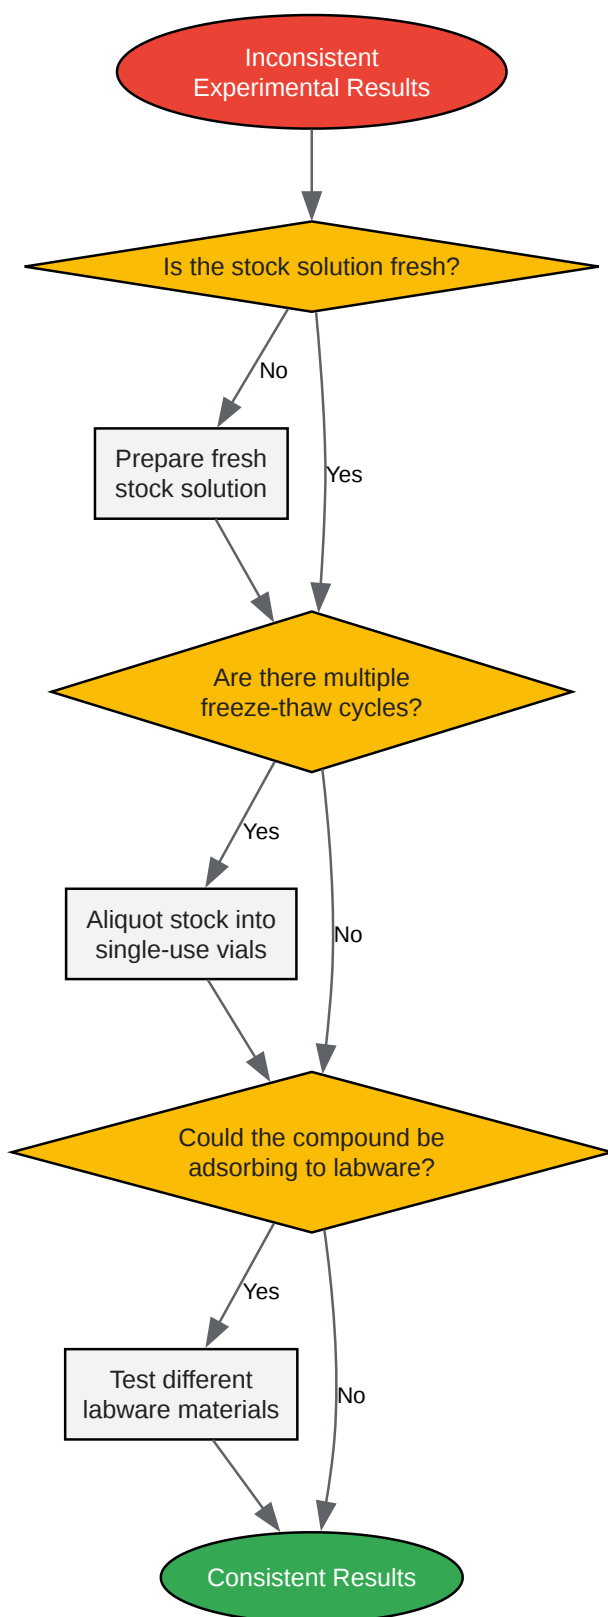 Inconsistent
Experimental Results
Is the stock solution fresh?
No
Prepare fresh
stock solution
Yes
Are there multiple
freeze-thaw cycles?
Yes
Aliquot stock into
single-use vials
No
Could the compound be
adsorbing to labware?
Yes
Test different
labware materials
No
Consistent Results